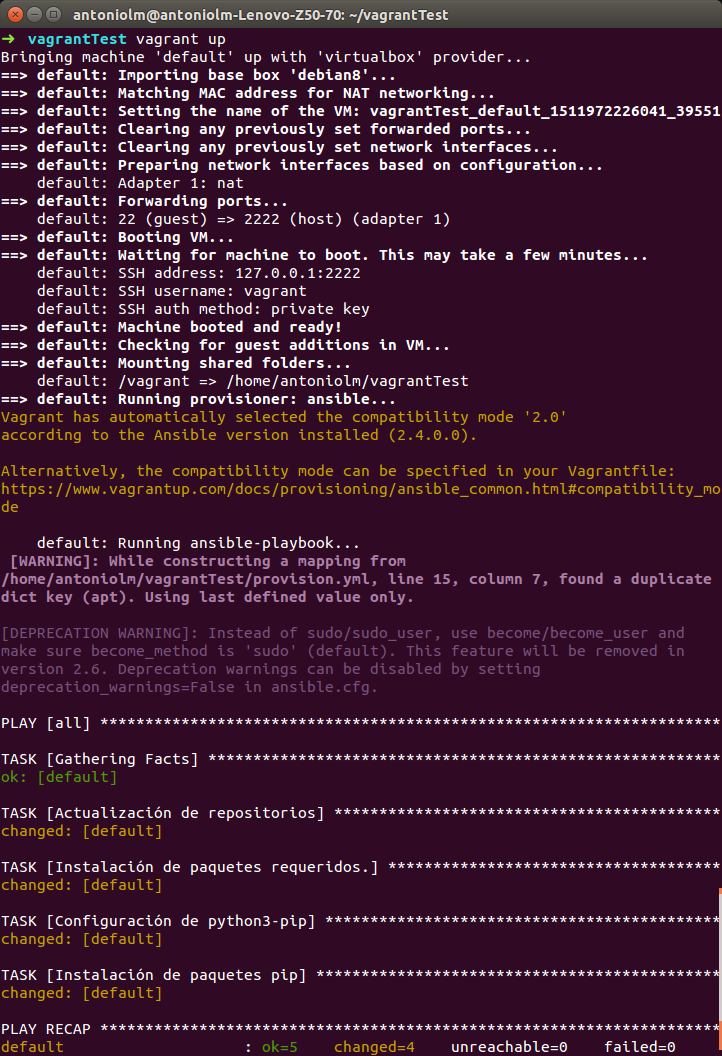 antoniolm@antoniolm-Lenovo-Z50-70: ~/vagrantTest
➜ vagrantTest vagrant up
Bringing machine 'default' up with 'virtualbox' provider...
==> default: Importing base box 'debian8'...
==> default: Matching MAC address for NAT networking...
==> default: Setting the name of the VM: vagrantTest_default_1511972226041_39551
==> default: Clearing any previously set forwarded ports...
==> default: Clearing any previously set network interfaces...
==> default: Preparing network interfaces based on configuration...
    default: Adapter 1: nat
==> default: Forwarding ports...
    default: 22 (guest) => 2222 (host) (adapter 1)
==> default: Booting VM...
==> default: Waiting for machine to boot. This may take a few minutes...
    default: SSH address: 127.0.0.1:2222
    default: SSH username: vagrant
    default: SSH auth method: private key
==> default: Machine booted and ready!
==> default: Checking for guest additions in VM...
==> default: Mounting shared folders...
    default: /vagrant => /home/antoniolm/vagrantTest
==> default: Running provisioner: ansible...
Vagrant has automatically selected the compatibility mode '2.0'
according to the Ansible version installed (2.4.0.0).
Alternatively, the compatibility mode can be specified in your Vagrantfile:
https://www.vagrantup.com/docs/provisioning/ansible_common.html#compatibility_mo
de
    default: Running ansible-playbook...
 [WARNING]: While constructing a mapping from
/home/antoniolm/vagrantTest/provision.yml, line 15, column 7, found a duplicate
dict key (apt). Using last defined value only.
[DEPRECATION WARNING]: Instead of sudo/sudo_user, use become/become_user and
make sure become_method is 'sudo' (default). This feature will be removed in
version 2.6. Deprecation warnings can be disabled by setting
deprecation_warnings=False in ansible.cfg.
PLAY [all] *********************************************************************
TASK [Gathering Facts] *********************************************************
ok: [default]
TASK [Actualización de repositorios] *******************************************
changed: [default]
TASK [Instalación de paquetes requeridos.] *************************************
changed: [default]
TASK [Configuración de python3-pip] ********************************************
changed: [default]
TASK [Instalación de paquetes pip] *********************************************
changed: [default]
PLAY RECAP *********************************************************************
default                    : ok=5    changed=4    unreachable=0    failed=0